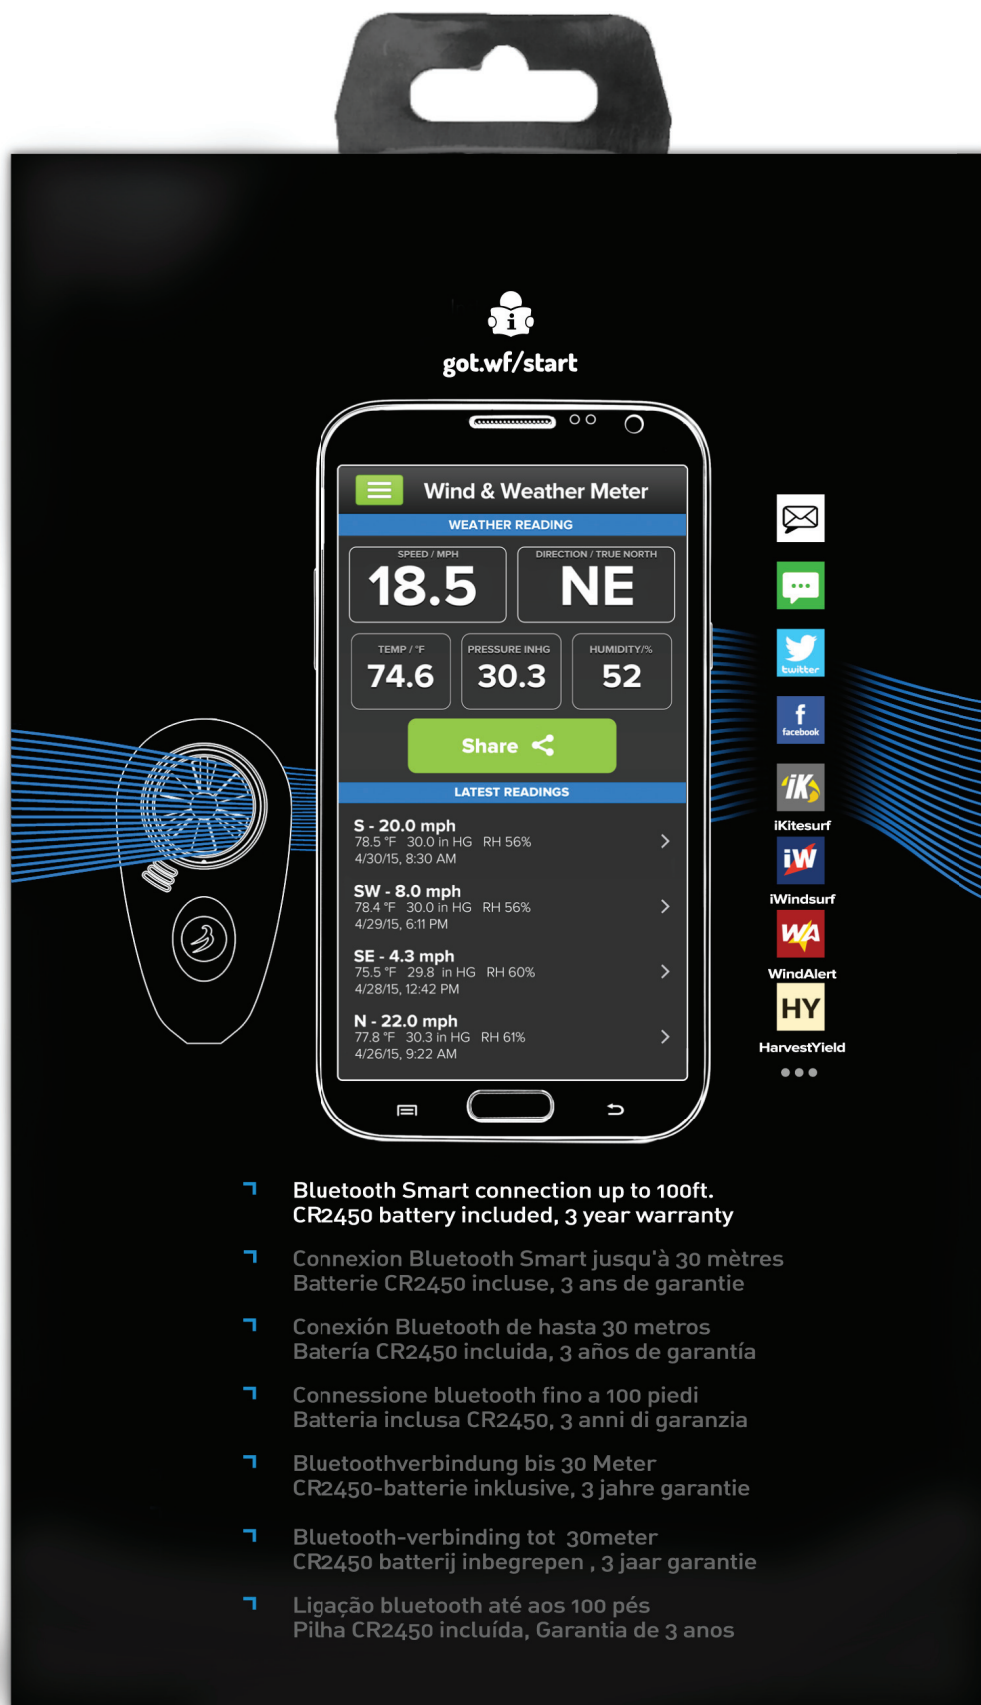 got.wf/start
Wind & Weather Meter
WEATHER READING
SPEED / MPH
18.5
DIRECTION / TRUE NORTH
NE
TEMP / °F
74.6
PRESSURE INHG
30.3
HUMIDITY/%
52
Share
LATEST READINGS
S - 20.0 mph
78.5 °F 30.0 in HG RH 56%
4/30/15, 8:30 AM
SW - 8.0 mph
78.4 °F 30.0 in HG RH 56%
4/29/15, 6:11 PM
SE - 4.3 mph
75.5 °F 29.8 in HG RH 60%
4/28/15, 12:42 PM
N - 22.0 mph
77.8 °F 30.3 in HG RH 61%
4/26/15, 9:22 AM
twitter
f
facebook
iK
iKitesurf
iW
iWindsurf
WA
WindAlert
HY
HarvestYield
Bluetooth Smart connection up to 100ft.
CR2450 battery included, 3 year warranty
Connexion Bluetooth Smart jusqu'à 30 mètres
Batterie CR2450 incluse, 3 ans de garantie
Conexión Bluetooth de hasta 30 metros
Batería CR2450 incluida, 3 años de garantía
Connessione bluetooth fino a 100 piedi
Batteria inclusa CR2450, 3 anni di garanzia
Bluetoothverbindung bis 30 Meter
CR2450-batterie inklusive, 3 jahre garantie
Bluetooth-verbinding tot 30meter
CR2450 batterij inbegrepen , 3 jaar garantie
Ligação bluetooth até aos 100 pés
Pilha CR2450 incluída, Garantia de 3 anos